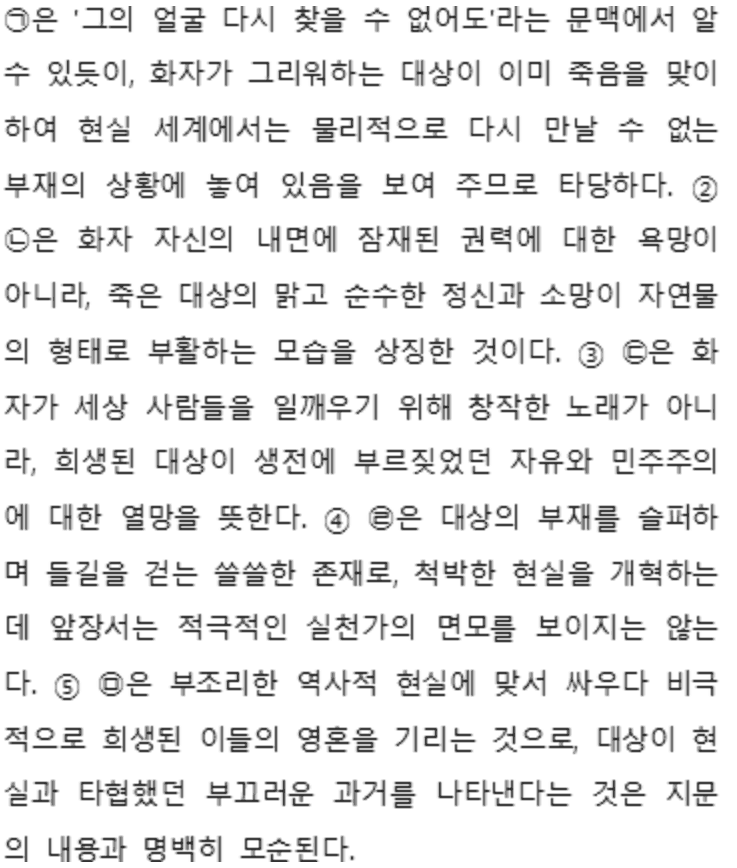 ㉠은 '그의 얼굴 다시 찾을 수 없어도'라는 문맥에서 알
수 있듯이, 화자가 그리워하는 대상이 이미 죽음을 맞이
하여 현실 세계에서는 물리적으로 다시 만날 수 없는
부재의 상황에 놓여 있음을 보여 주므로 타당하다. ②
㉡은 화자 자신의 내면에 잠재된 권력에 대한 욕망이
아니라, 죽은 대상의 맑고 순수한 정신과 소망이 자연물
의 형태로 부활하는 모습을 상징한 것이다. ③ ㉢은 화
자가 세상 사람들을 일깨우기 위해 창작한 노래가 아니
라, 희생된 대상이 생전에 부르짖었던 자유와 민주주의
에 대한 열망을 뜻한다. ④ ㉣은 대상의 부재를 슬퍼하
며 들길을 걷는 쓸쓸한 존재로, 척박한 현실을 개혁하는
데 앞장서는 적극적인 실천가의 면모를 보이지는 않는
다. ⑤ ㉤은 부조리한 역사적 현실에 맞서 싸우다 비극
적으로 희생된 이들의 영혼을 기리는 것으로, 대상이 현
실과 타협했던 부끄러운 과거를 나타낸다는 것은 지문
의 내용과 명백히 모순된다.